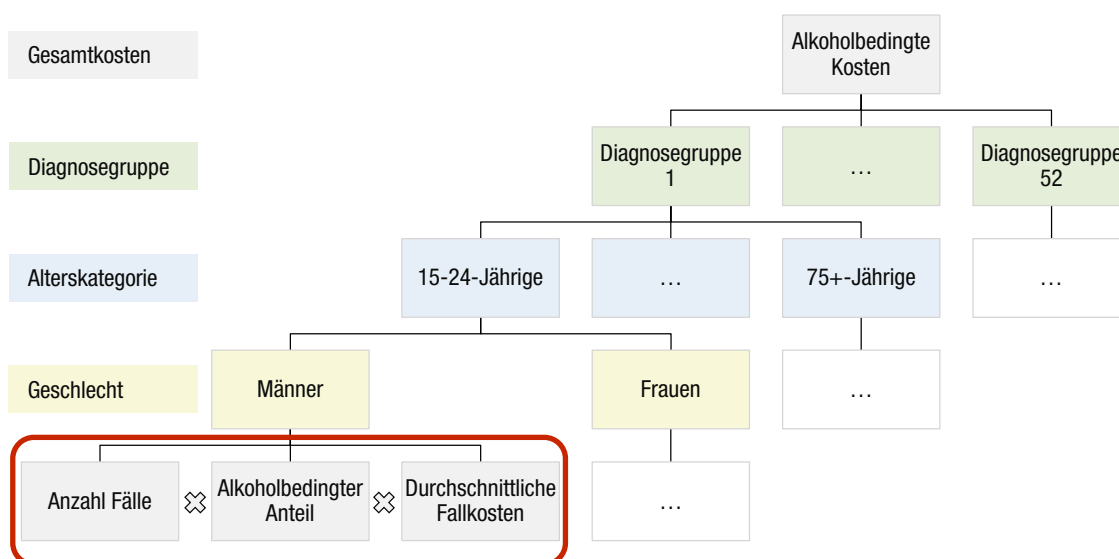 Gesamtkosten
Alkoholbedingte
Kosten
Diagnosegruppe
Diagnosegruppe
1
…
Diagnosegruppe
52
Alterskategorie
15-24-Jährige
…
75+-Jährige
…
Geschlecht
Männer
Frauen
…
Anzahl Fälle
Alkoholbedingter
Anteil
Durchschnittliche
Fallkosten
…